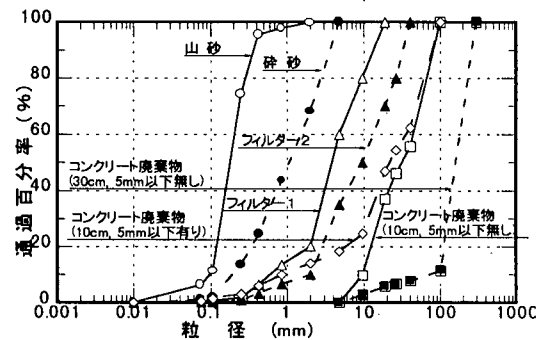 100
80
60
40
20
0
通過百分率 (%)
山砂
砕砂
フィルター2
コンクリート廃棄物
(30cm, 5mm以下無し)
フィルター1
コンクリート廃棄物
(10cm, 5mm以下有り)
コンクリート廃棄物
(10cm, 5mm以下無し
0.001
0.01
0.1
1
10
100
1000
粒 径 (mm)